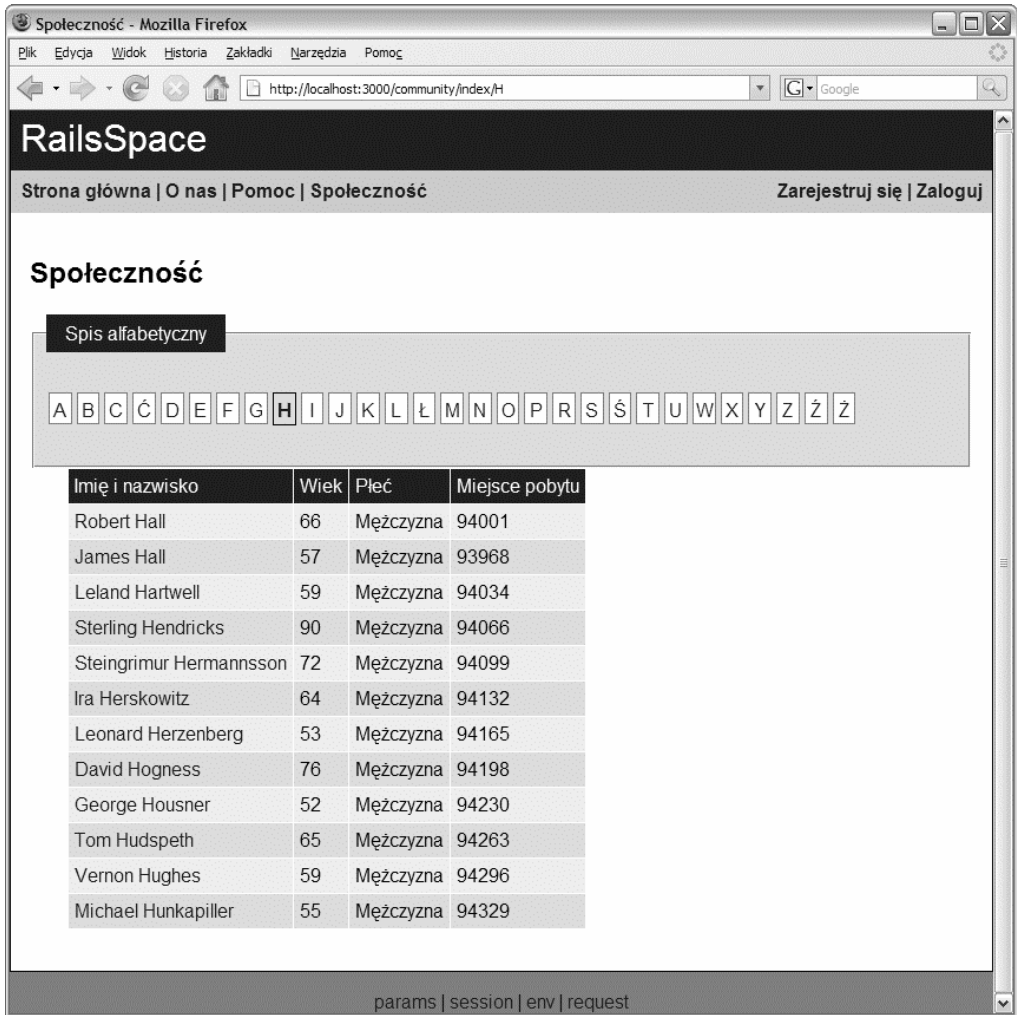 Społeczność - Mozilla Firefox
Plik Edycja Widok Historia Zakładki Narzędzia Pomoc
http://localhost:3000/community/index/H G Google
RailsSpace
Strona główna | O nas | Pomoc | Społeczność Zarejestruj się | Zaloguj
Społeczność
Spis alfabetyczny
A B C Ć D E F G H I J K L Ł M N O P R S Ś T U W X Y Z Ź Ż
Imię i nazwisko Wiek Płeć Miejsce pobytu
Robert Hall 66 Mężczyzna 94001
James Hall 57 Mężczyzna 93968
Leland Hartwell 59 Mężczyzna 94034
Sterling Hendricks 90 Mężczyzna 94066
Steingrimur Hermannsson 72 Mężczyzna 94099
Ira Herskowitz 64 Mężczyzna 94132
Leonard Herzenberg 53 Mężczyzna 94165
David Hogness 76 Mężczyzna 94198
George Housner 52 Mężczyzna 94230
Tom Hudspeth 65 Mężczyzna 94263
Vernon Hughes 59 Mężczyzna 94296
Michael Hunkapiller 55 Mężczyzna 94329
params | session | env | request